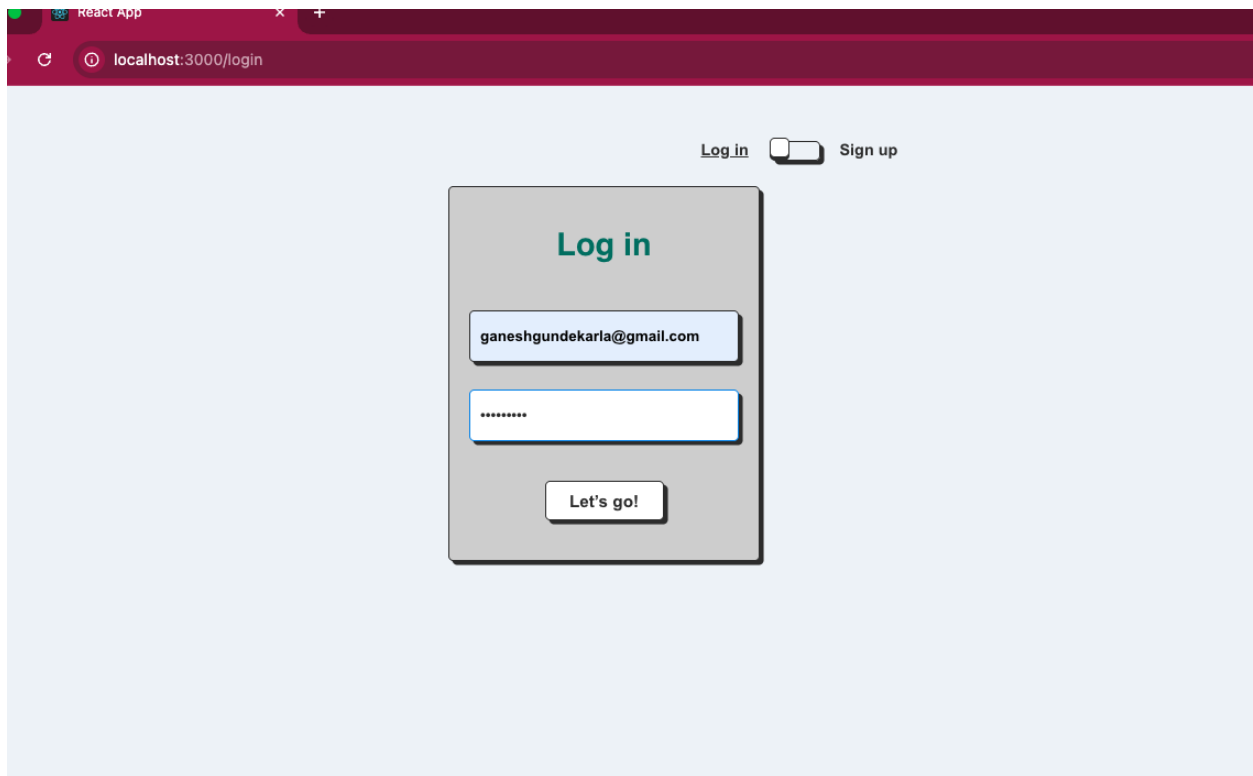 React App
localhost:3000/login
Log in Sign up
Log in
ganeshgundekarla@gmail.com
•••••••••
Let's go!